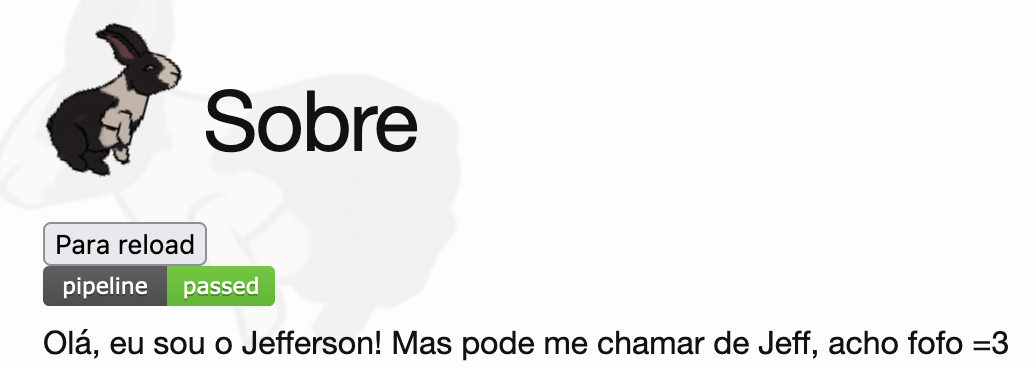 Sobre
Para reload
pipeline passed
Olá, eu sou o Jefferson! Mas pode me chamar de Jeff, acho fofo =3